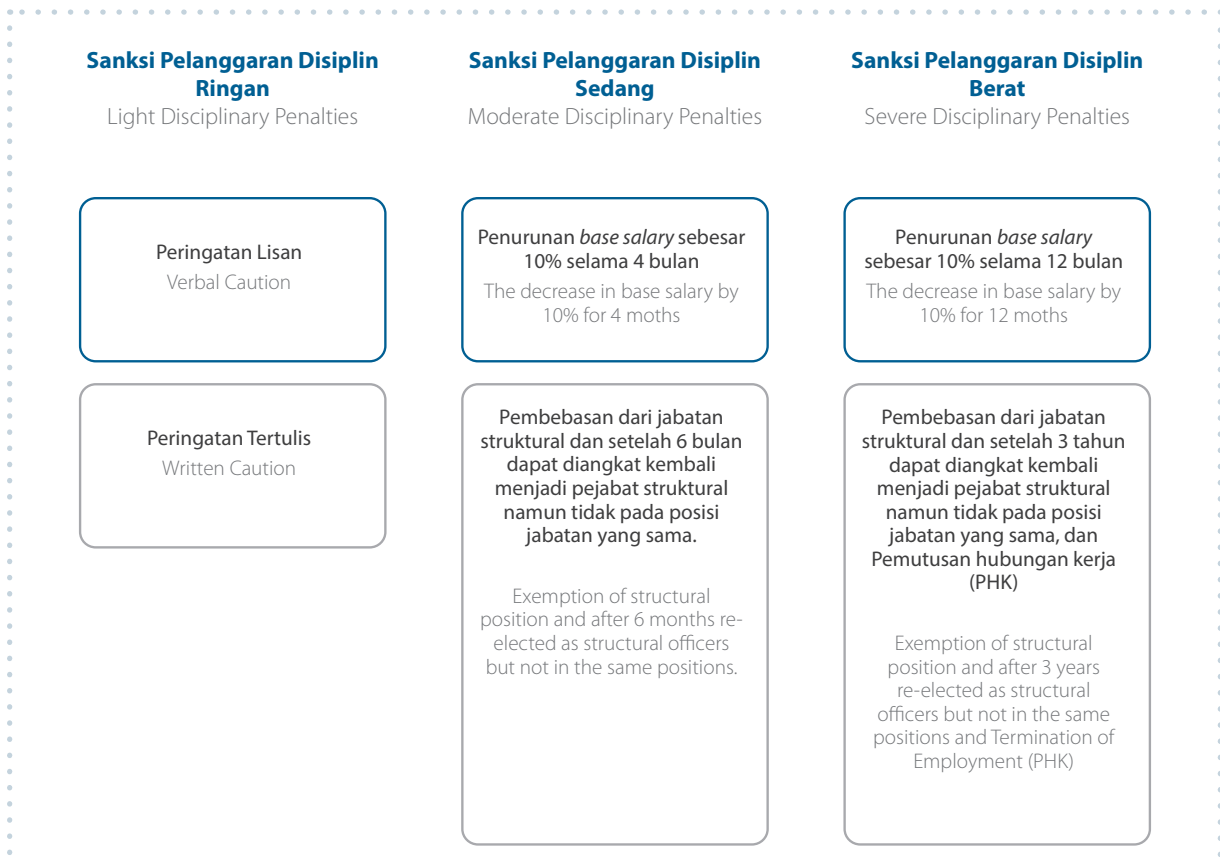 Sanksi Pelanggaran Disiplin
Ringan
Light Disciplinary Penalties
Peringatan Lisan
Verbal Caution
Peringatan Tertulis
Written Caution
Sanksi Pelanggaran Disiplin
Sedang
Moderate Disciplinary Penalties
Penurunan base salary sebesar
10% selama 4 bulan
The decrease in base salary by
10% for 4 moths
Pembebasan dari jabatan
struktural dan setelah 6 bulan
dapat diangkat kembali
menjadi pejabat struktural
namun tidak pada posisi
jabatan yang sama.
Exemption of structural
position and after 6 months re-
elected as structural officers
but not in the same positions.
Sanksi Pelanggaran Disiplin
Berat
Severe Disciplinary Penalties
Penurunan base salary
sebesar 10% selama 12 bulan
The decrease in base salary by
10% for 12 moths
Pembebasan dari jabatan
struktural dan setelah 3 tahun
dapat diangkat kembali
menjadi pejabat struktural
namun tidak pada posisi
jabatan yang sama, dan
Pemutusan hubungan kerja
(PHK)
Exemption of structural
position and after 3 years
re-elected as structural
officers but not in the same
positions and Termination of
Employment (PHK)